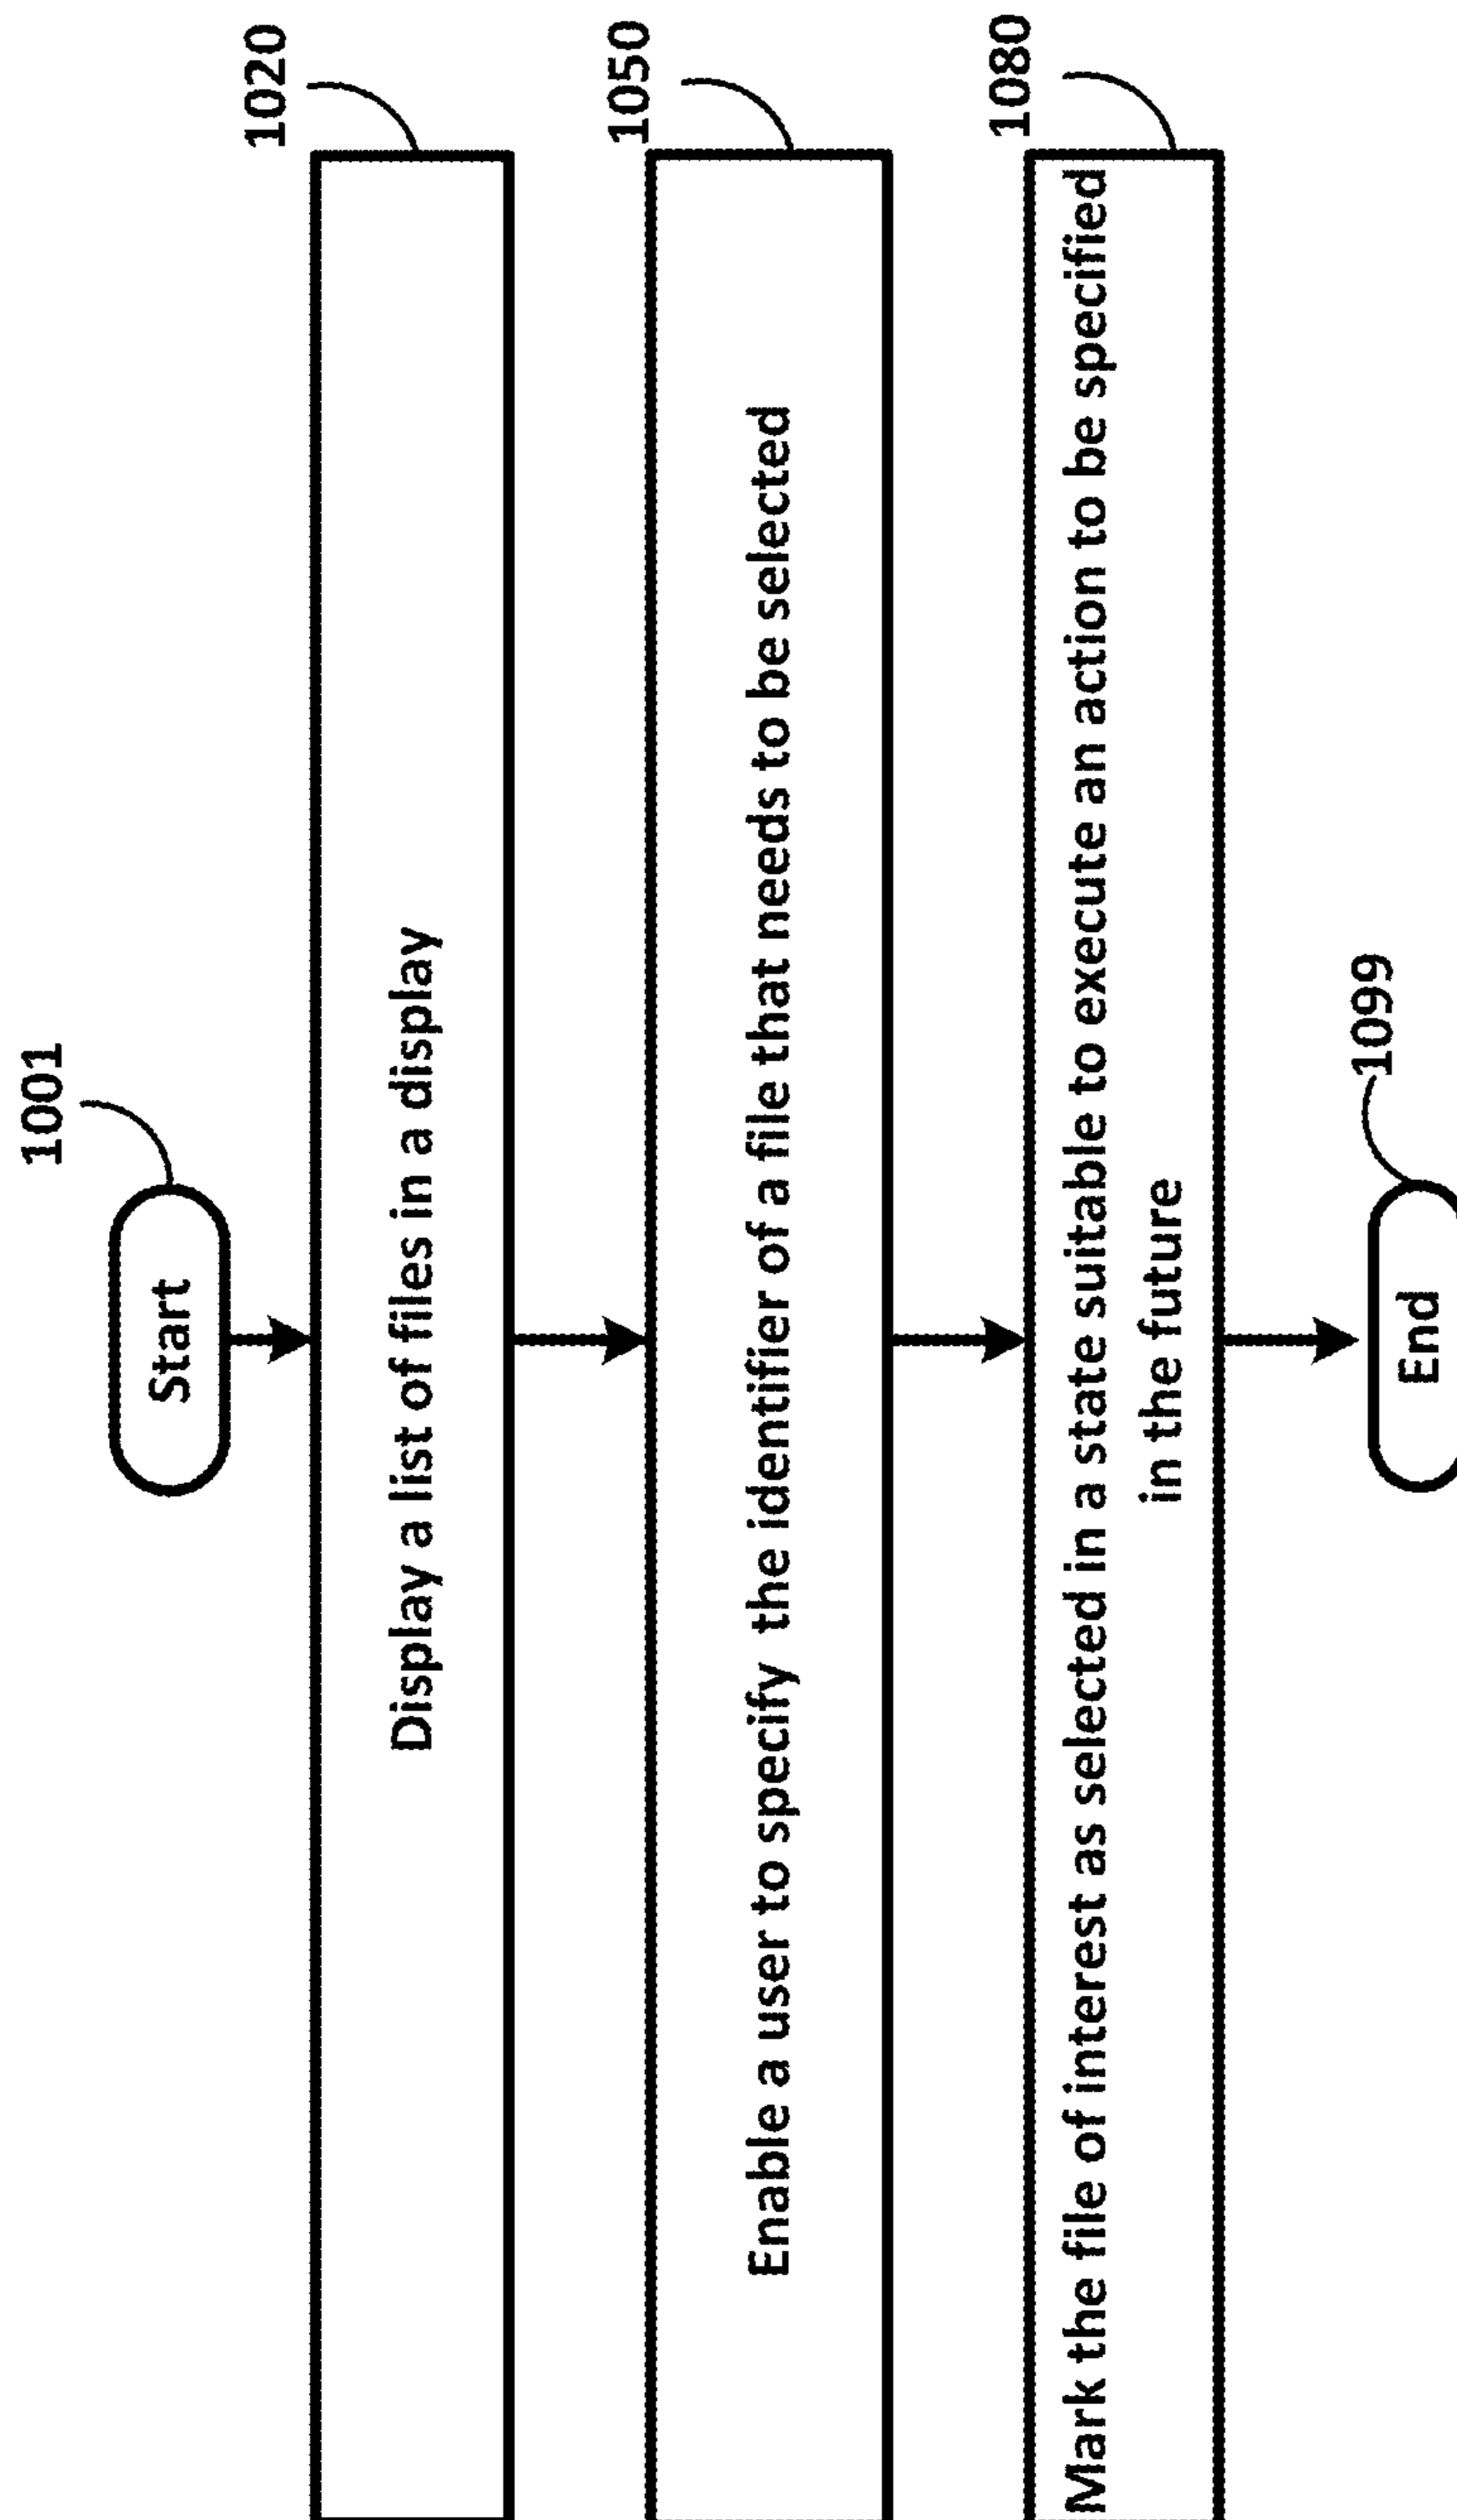 1001
Start
1020
Display a list of files in a display
1050
Enable a user to specify the identifier of a file that needs to be selected
1080
Mark the file of interest as selected in a state suitable to execute an action to be specified
in the future
1099
End